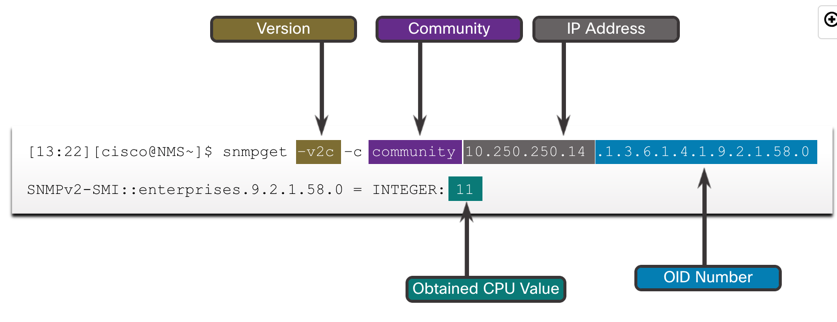 Version Community IP Address
[13:22][cisco@NMS~]$ snmpget -v2c -c community 10.250.250.14 .1.3.6.1.4.1.9.2.1.58.0
SNMPv2-SMI::enterprises.9.2.1.58.0 = INTEGER: 11
Obtained CPU Value OID Number